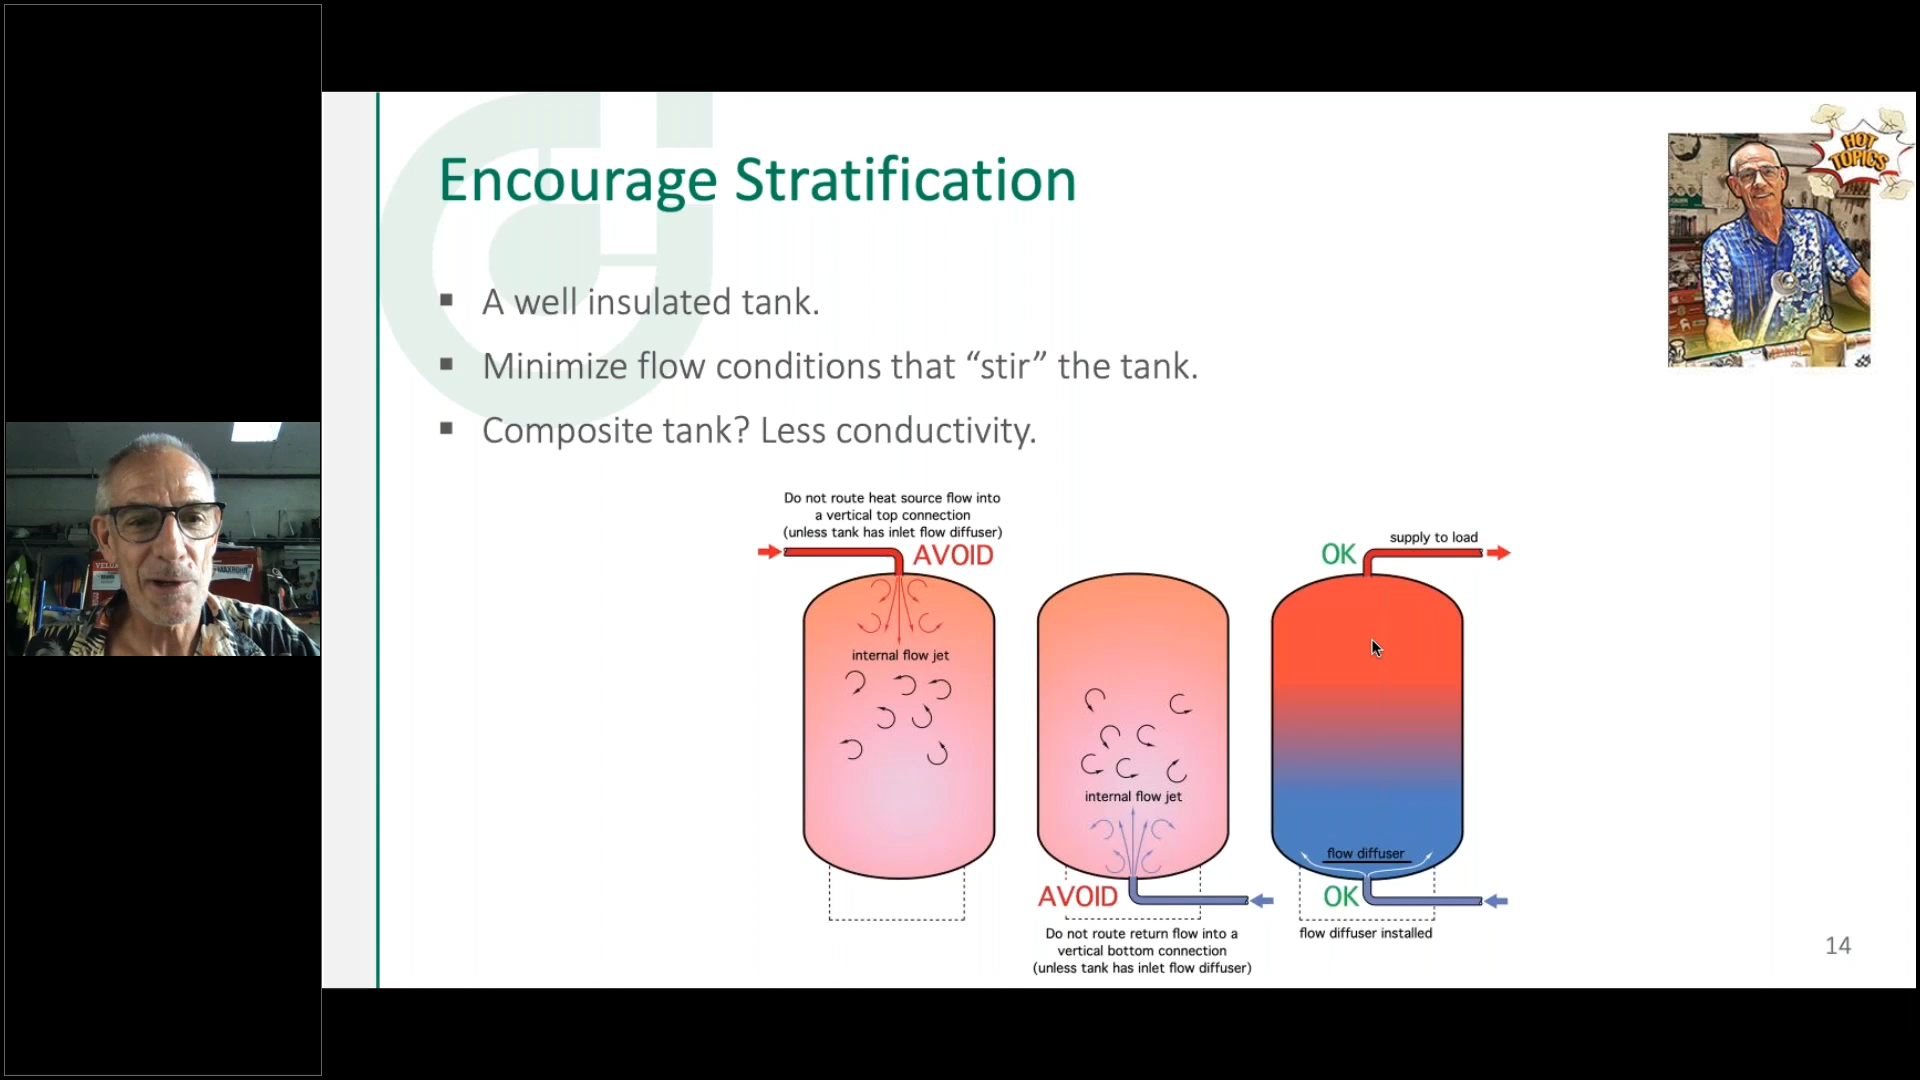 Encourage Stratification
HOT
TOPICS
▪ A well insulated tank.
▪ Minimize flow conditions that “stir” the tank.
▪ Composite tank? Less conductivity.
Do not route heat source flow into
a vertical top connection
(unless tank has inlet flow diffuser)
AVOID
internal flow jet
internal flow jet
AVOID
Do not route return flow into a
vertical bottom connection
(unless tank has inlet flow diffuser)
supply to load
OK
flow diffuser
OK
flow diffuser installed
14